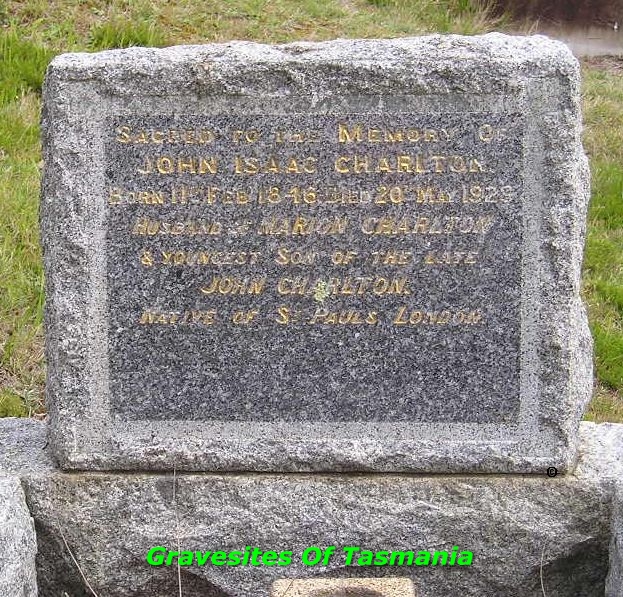 SACRED TO THE MEMORY OF
JOHN ISAAC CHARLTON.
BORN 11TH FEB 1846. DIED 20TH MAY 1929
HUSBAND OF MARION CHARLTON
& YOUNGEST SON OF THE LATE
JOHN CHARLTON.
NATIVE OF ST PAULS LONDON.
©
Gravesites Of Tasmania